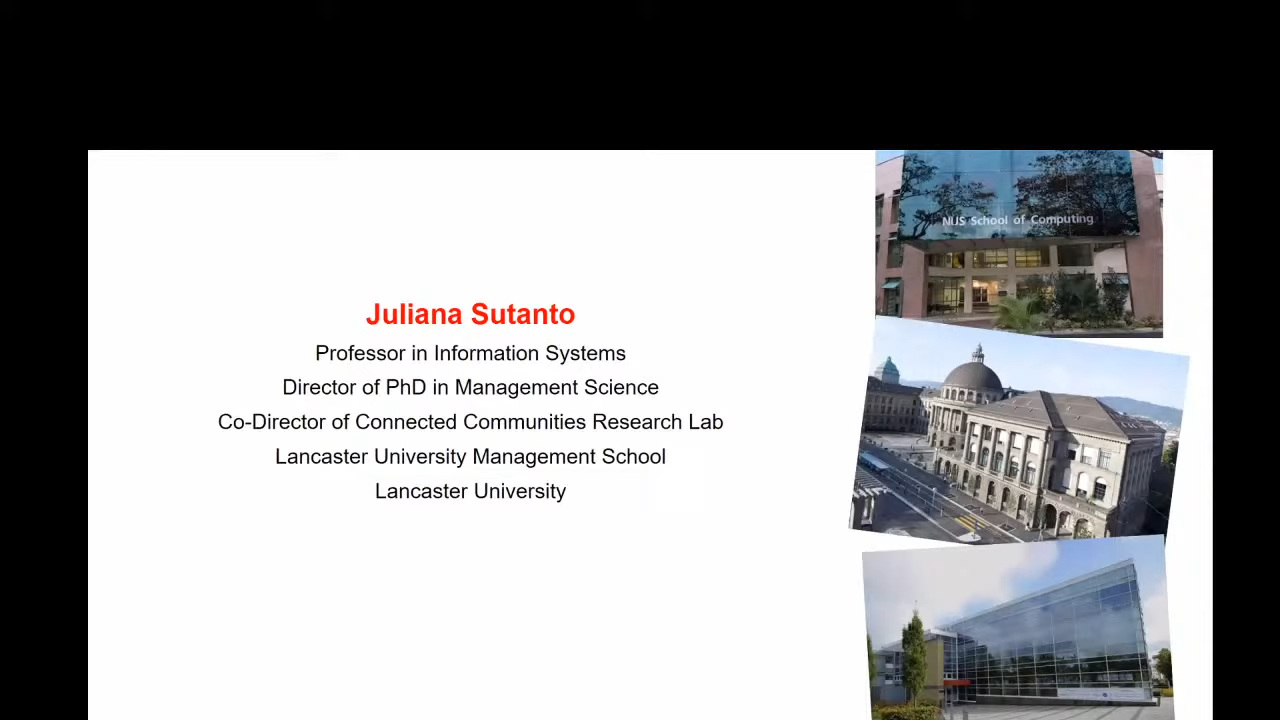 NUS School of Computing
Juliana Sutanto
Professor in Information Systems
Director of PhD in Management Science
Co-Director of Connected Communities Research Lab
Lancaster University Management School
Lancaster University